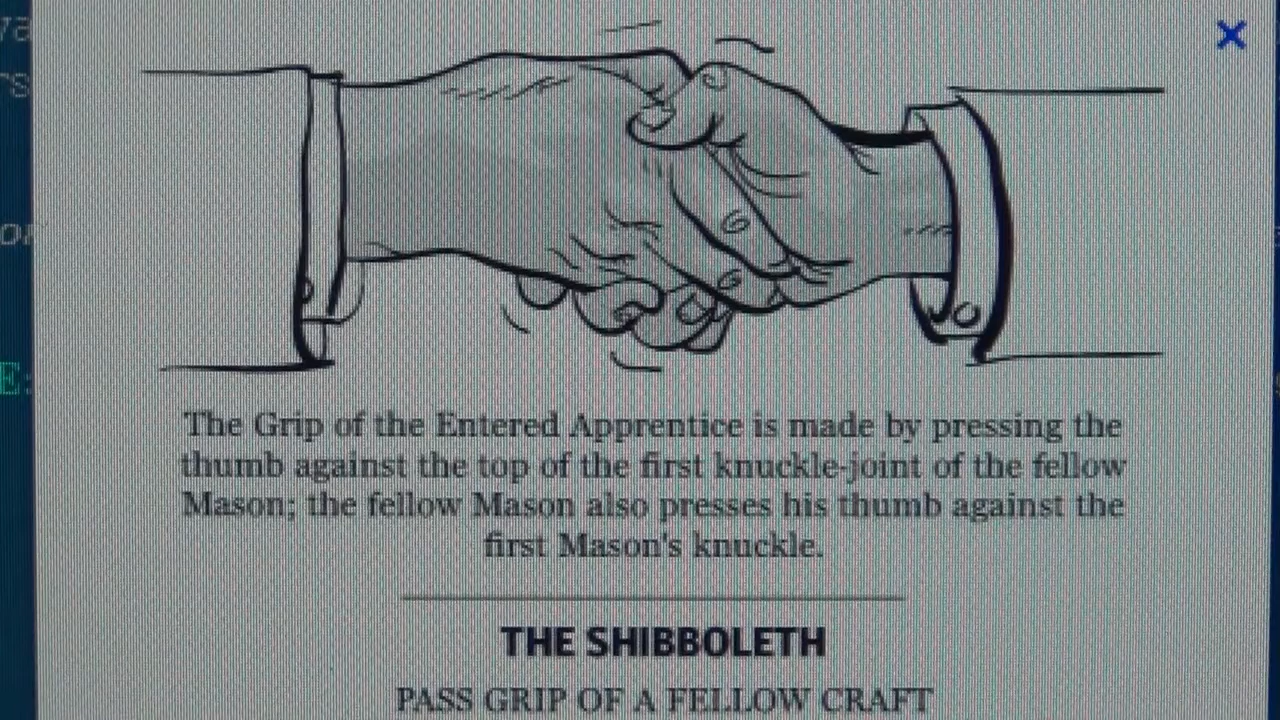 The Grip of the Entered Apprentice is made by pressing the
thumb against the top of the first knuckle-joint of the fellow
Mason; the fellow Mason also presses his thumb against the
first Mason's knuckle.
THE SHIBBOLETH
PASS GRIP OF A FELLOW CRAFT